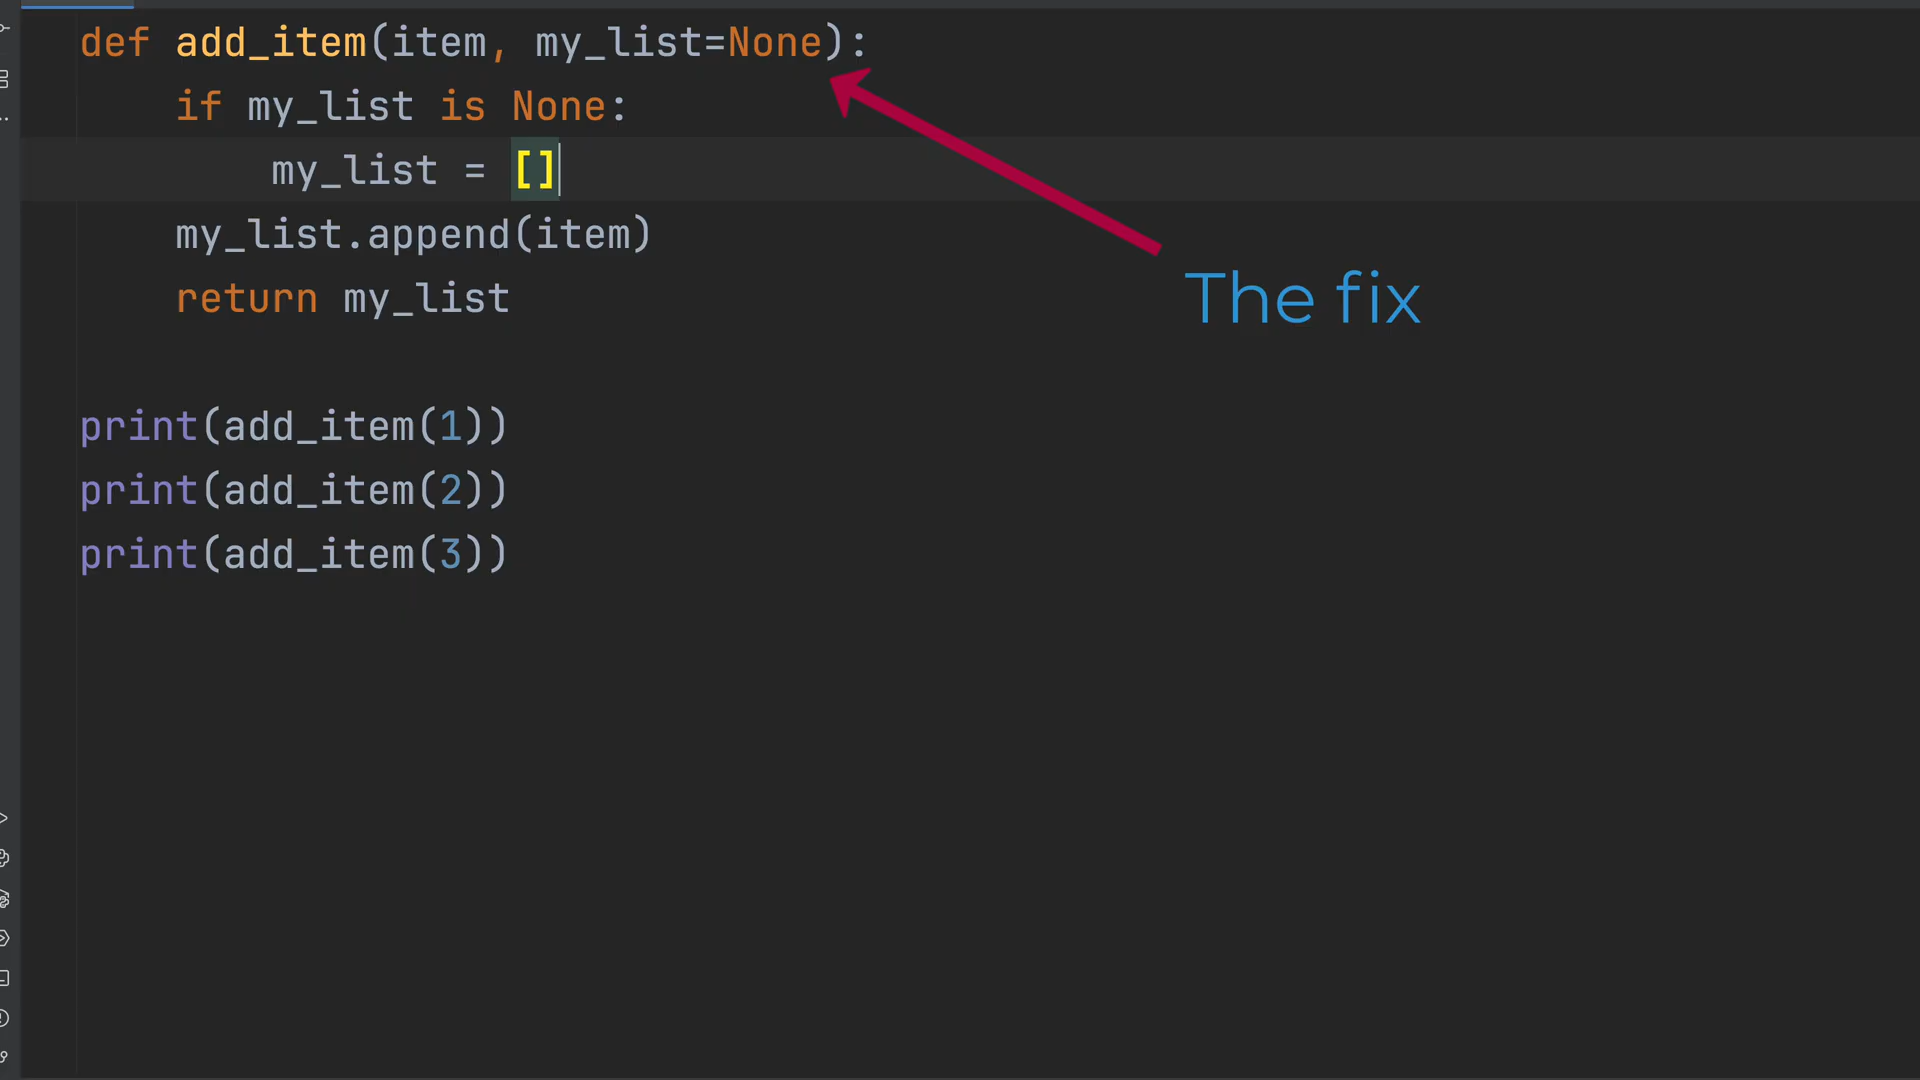 def add_item(item, my_list=None):
    if my_list is None:
        my_list = []
    my_list.append(item)
    return my_list
The fix
print(add_item(1))
print(add_item(2))
print(add_item(3))